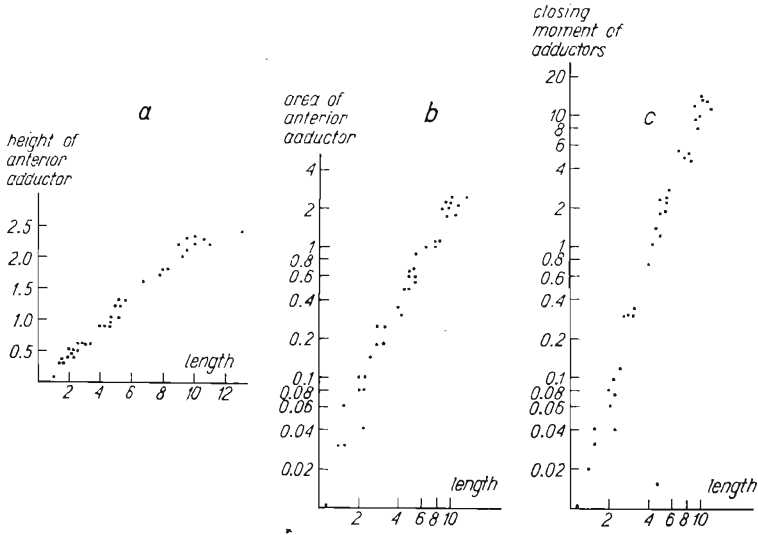 a
height of
anterior
adductor
2.5
2.0
1.5
1.0
0.5
length
2 4 6 8 10 12
b
area of
anterior
adductor
4
2
1
0.8
0.6
0.4
0.2
0.1
0.08
0.06
0.04
0.02
length
2 4 6 8 10
c
closing
moment of
adductors
20
10
8
6
4
2
1
0.8
0.6
0.4
0.2
0.1
0.08
0.06
0.04
0.02
length
2 4 6 8 10